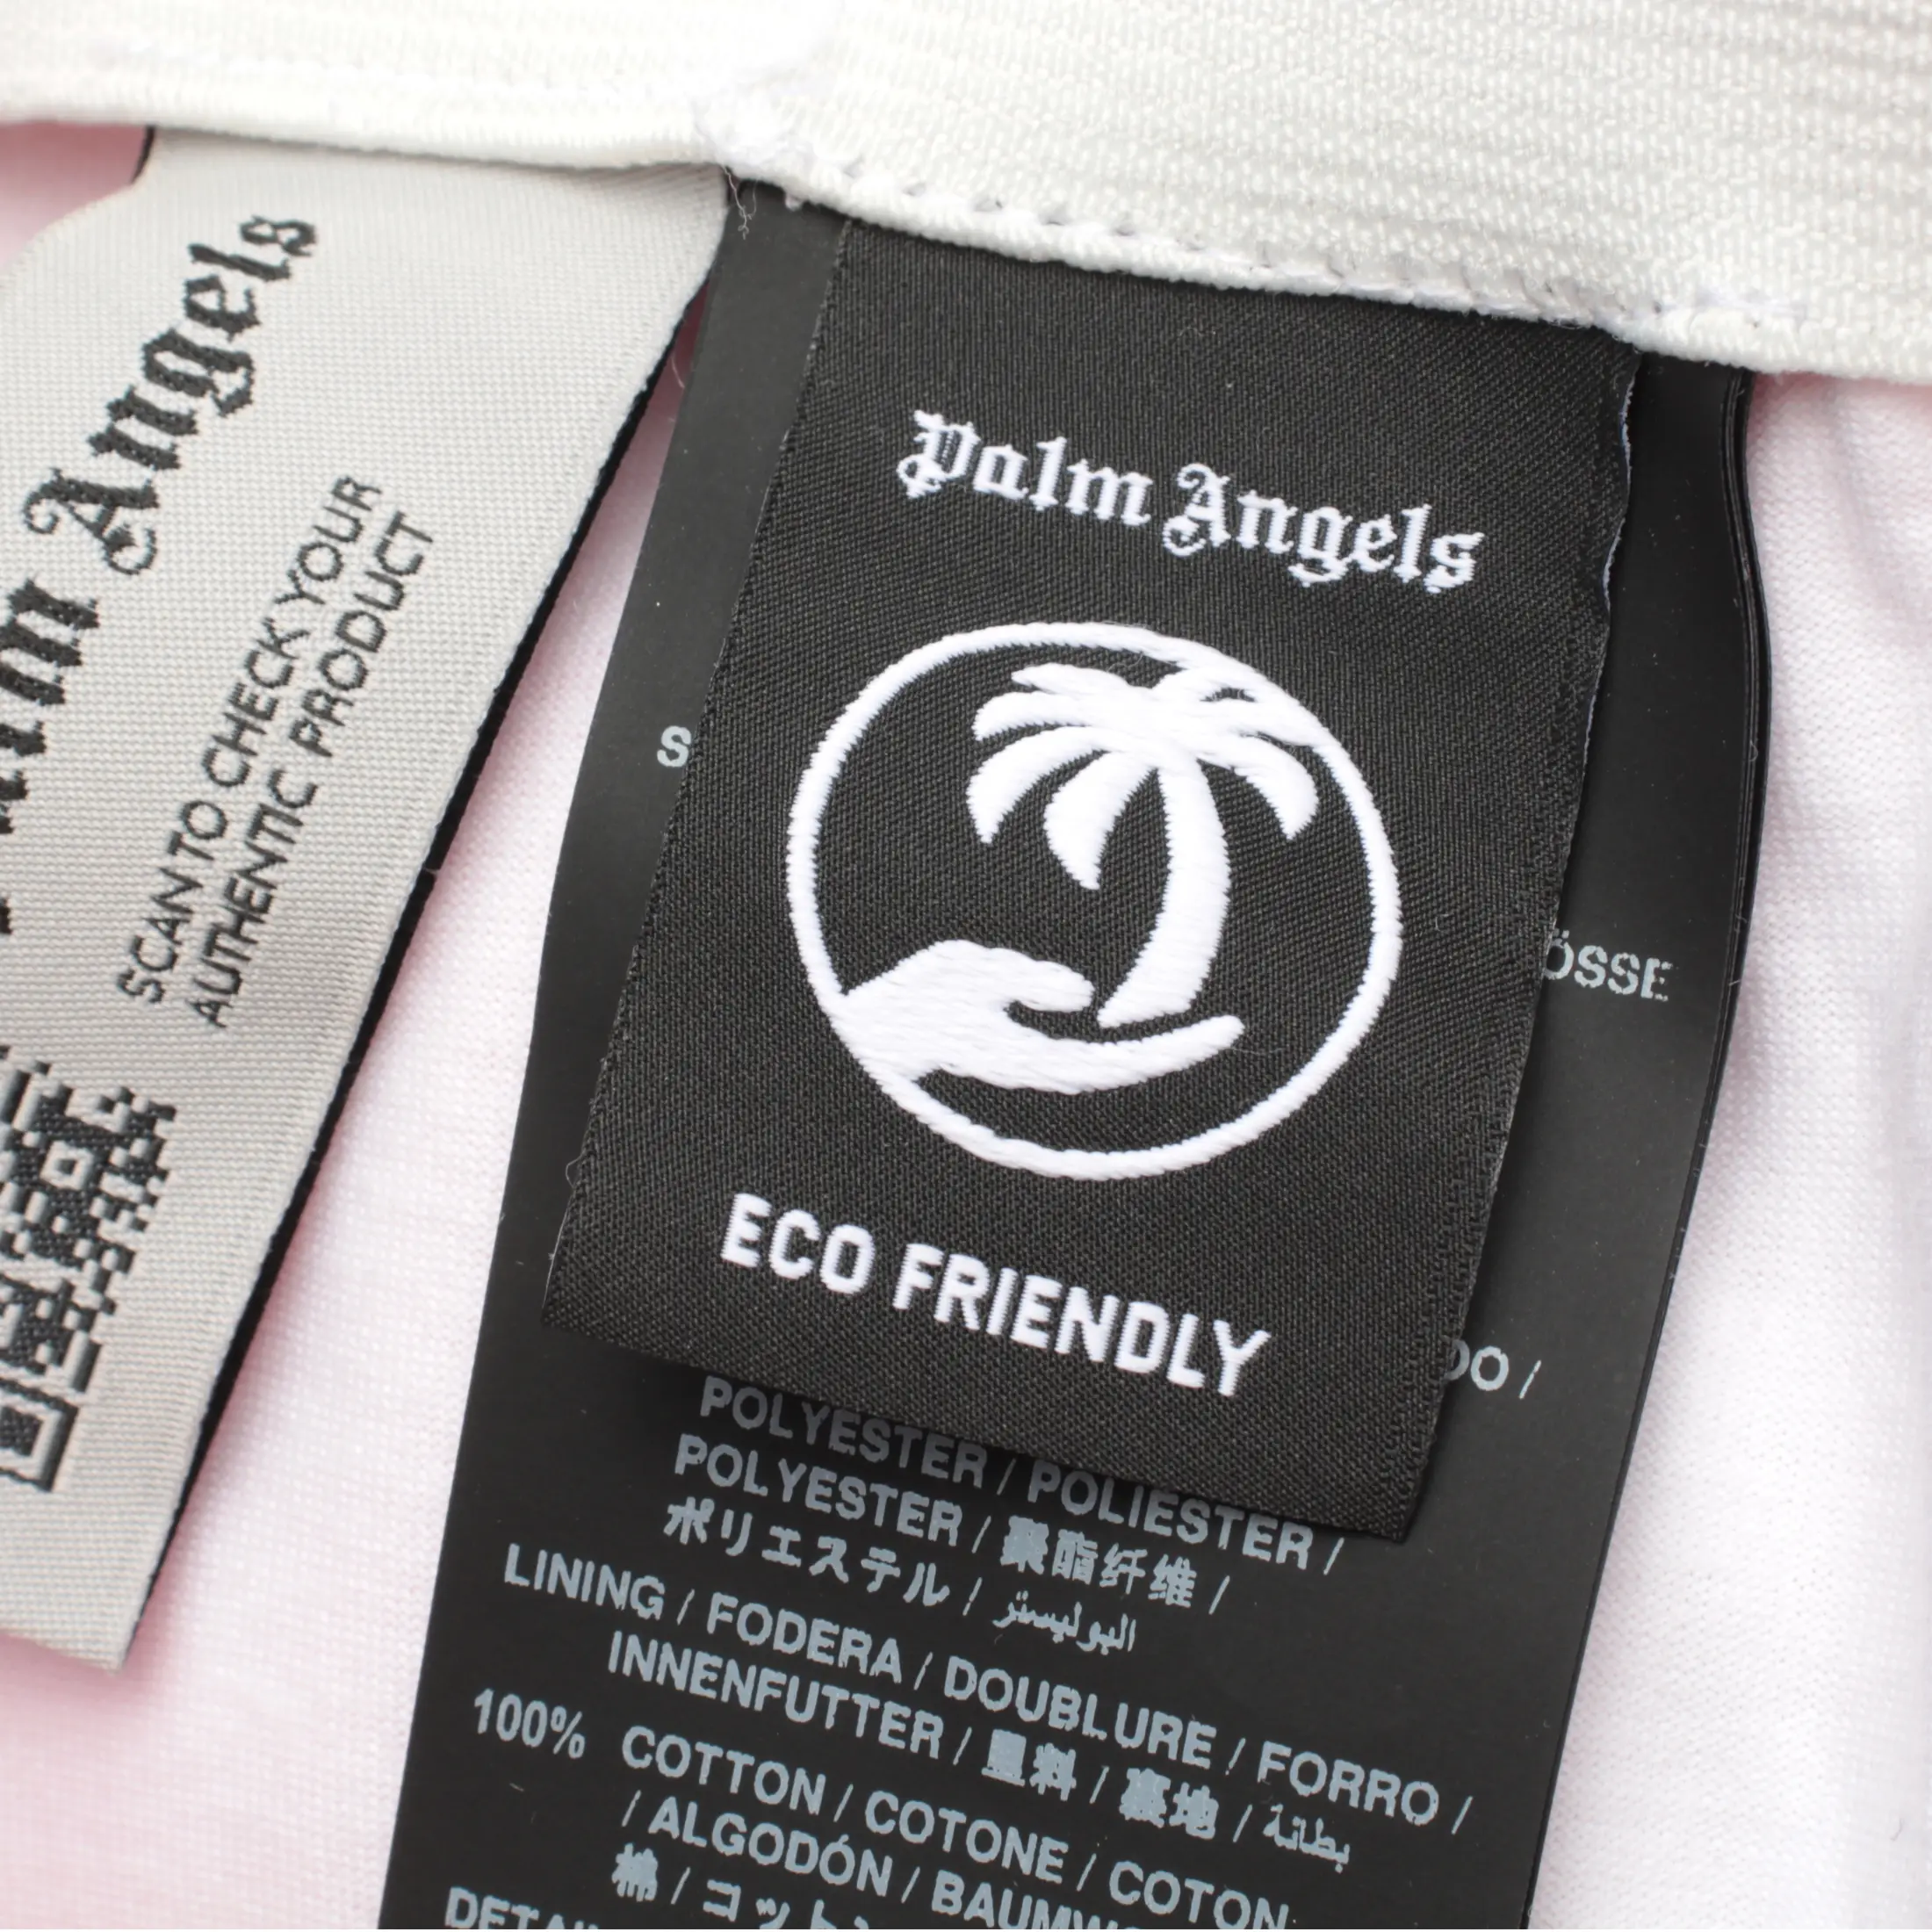 Palm Angels
SCAN TO CHECK YOUR
AUTHENTIC PRODUCT
Palm Angels
ECO FRIENDLY
POLYESTER / POLIESTER /
POLYESTER / 聚酯纤维 /
ポリエステル / البوليستر
LINING / FODERA / DOUBLURE / FORRO /
INNENFUTTER / 里料 / 裏地 / بطانة
100% COTTON / COTONE / COTON
/ ALGODÓN /
棉 /